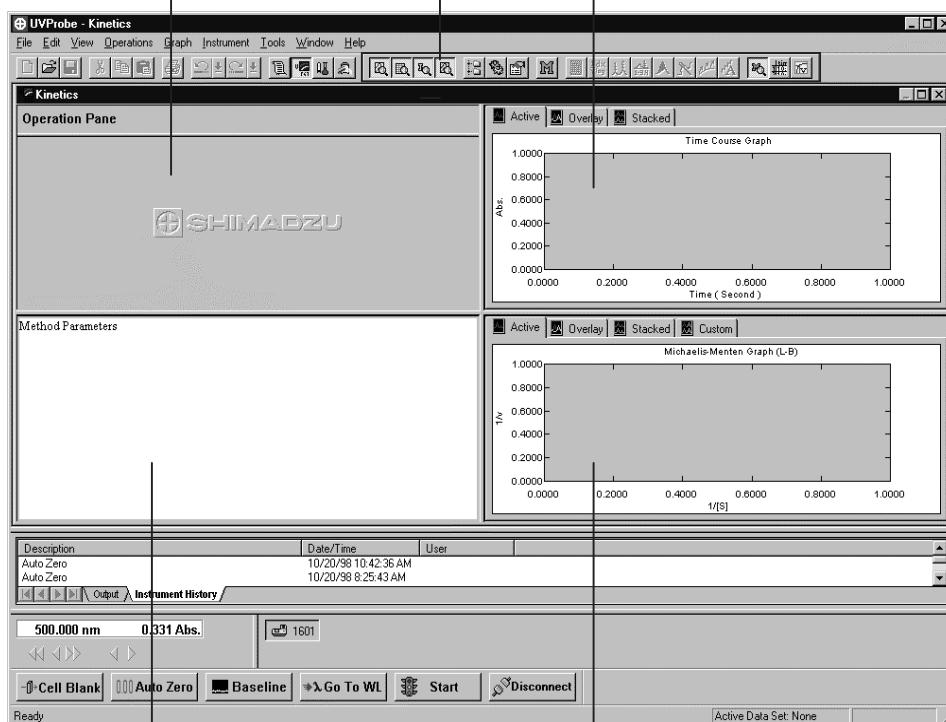 UVProbe - Kinetics
File Edit View Operations Graph Instrument Tools Window Help
Kinetics
Operation Pane
SHIMADZU
Active Overlay Stacked
Time Course Graph
Abs.
1.0000
0.8000
0.6000
0.4000
0.2000
0.0000
0.0000 0.2000 0.4000 0.6000 0.8000 1.0000
Time ( Second )
Method Parameters
Active Overlay Stacked Custom
Michaelis-Menten Graph (L-B)
1/v
1.0000
0.8000
0.6000
0.4000
0.2000
0.0000
0.0000 0.2000 0.4000 0.6000 0.8000 1.0000
1/[S]
Description Date/Time User
Auto Zero 10/20/98 10:42:36 AM
Auto Zero 10/20/98 8:25:43 AM
Output Instrument History
500.000 nm 0.331 Abs.
1601
Cell Blank Auto Zero Baseline λ Go To WL Start Disconnect
Ready Active Data Set: None